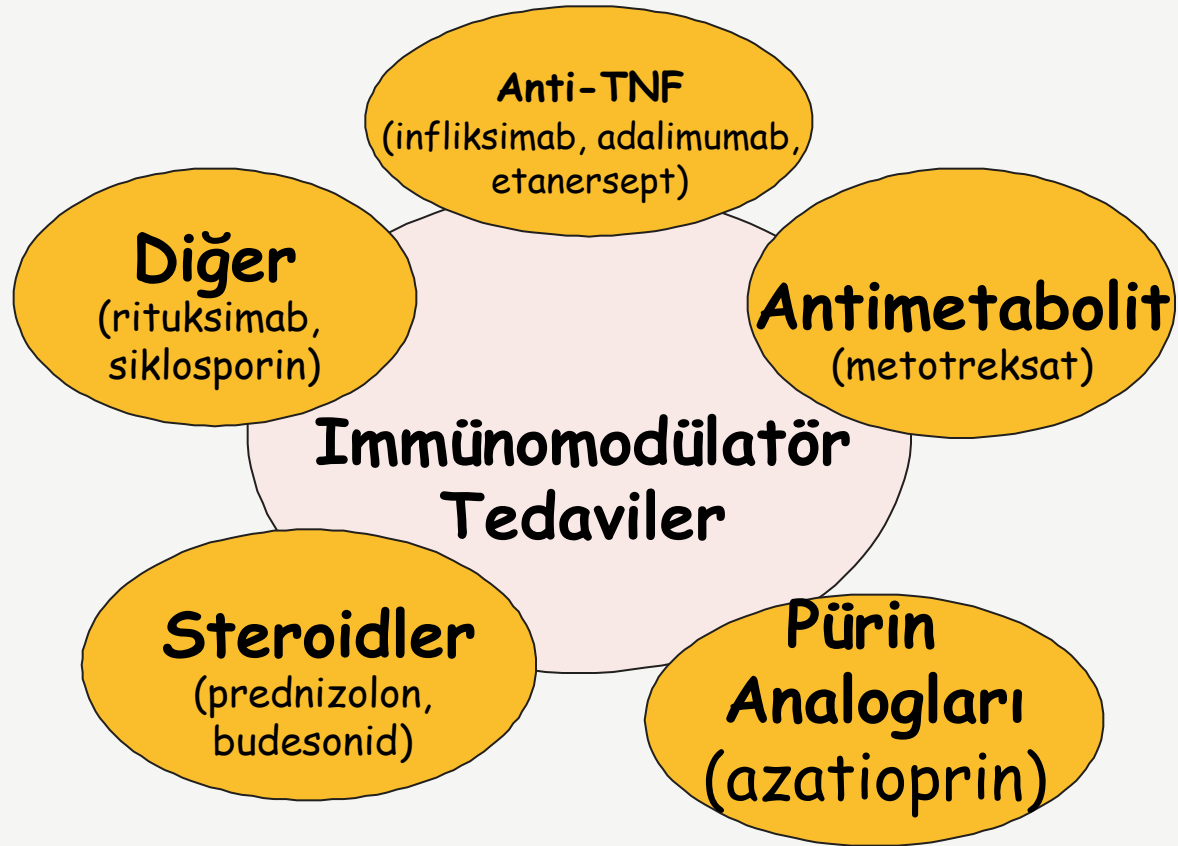 Anti-TNF
(infliksimab, adalimumab,
etanersept)
Diğer
(rituksimab,
siklosporin)
Antimetabolit
(metotreksat)
Immünomodülatör
Tedaviler
Steroidler
(prednizolon,
budesonid)
Pürin
Analogları
(azatioprin)